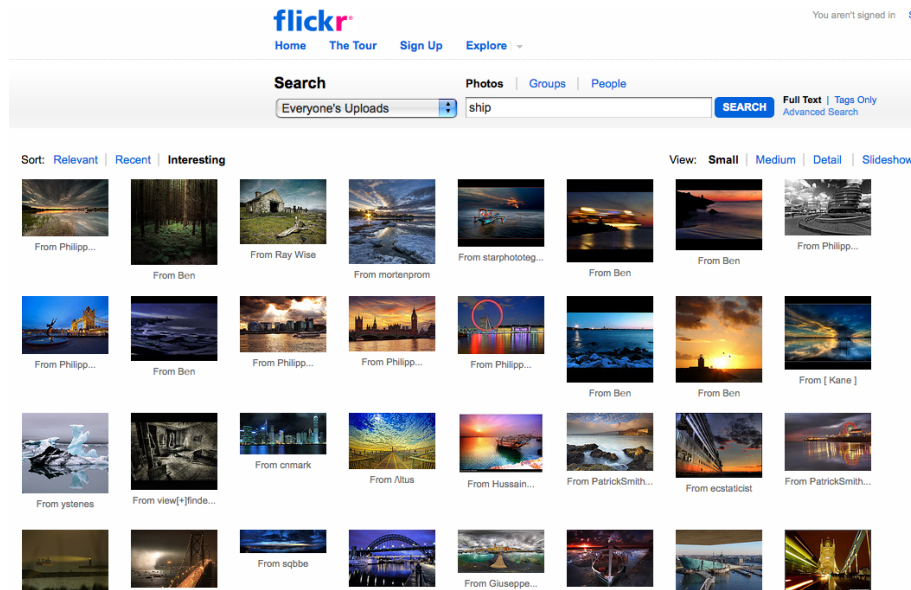 flickr
You aren't signed in
Home The Tour Sign Up Explore
Search Photos Groups People
Everyone's Uploads ship SEARCH Full Text | Tags Only
Advanced Search
Sort: Relevant Recent Interesting View: Small Medium Detail Slideshow
From Philipp... From Ben From Ray Wise From mortenprom From starphototeg... From Ben From Ben From Philipp...
From Philipp... From Ben From Philipp... From Philipp... From Philipp... From Ben From Ben From [ Kane ]
From ystenes From view[+]finde... From cnmark From /\ltus From Hussain... From PatrickSmith... From ecstaticist From PatrickSmith...
From sqbbe From Giuseppe...